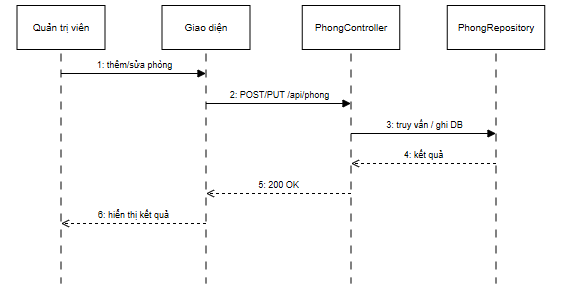 Quản trị viên
Giao diện
PhongController
PhongRepository
1: thêm/sửa phòng
2: POST/PUT /api/phong
3: truy vấn / ghi DB
4: kết quả
5: 200 OK
6: hiển thị kết quả